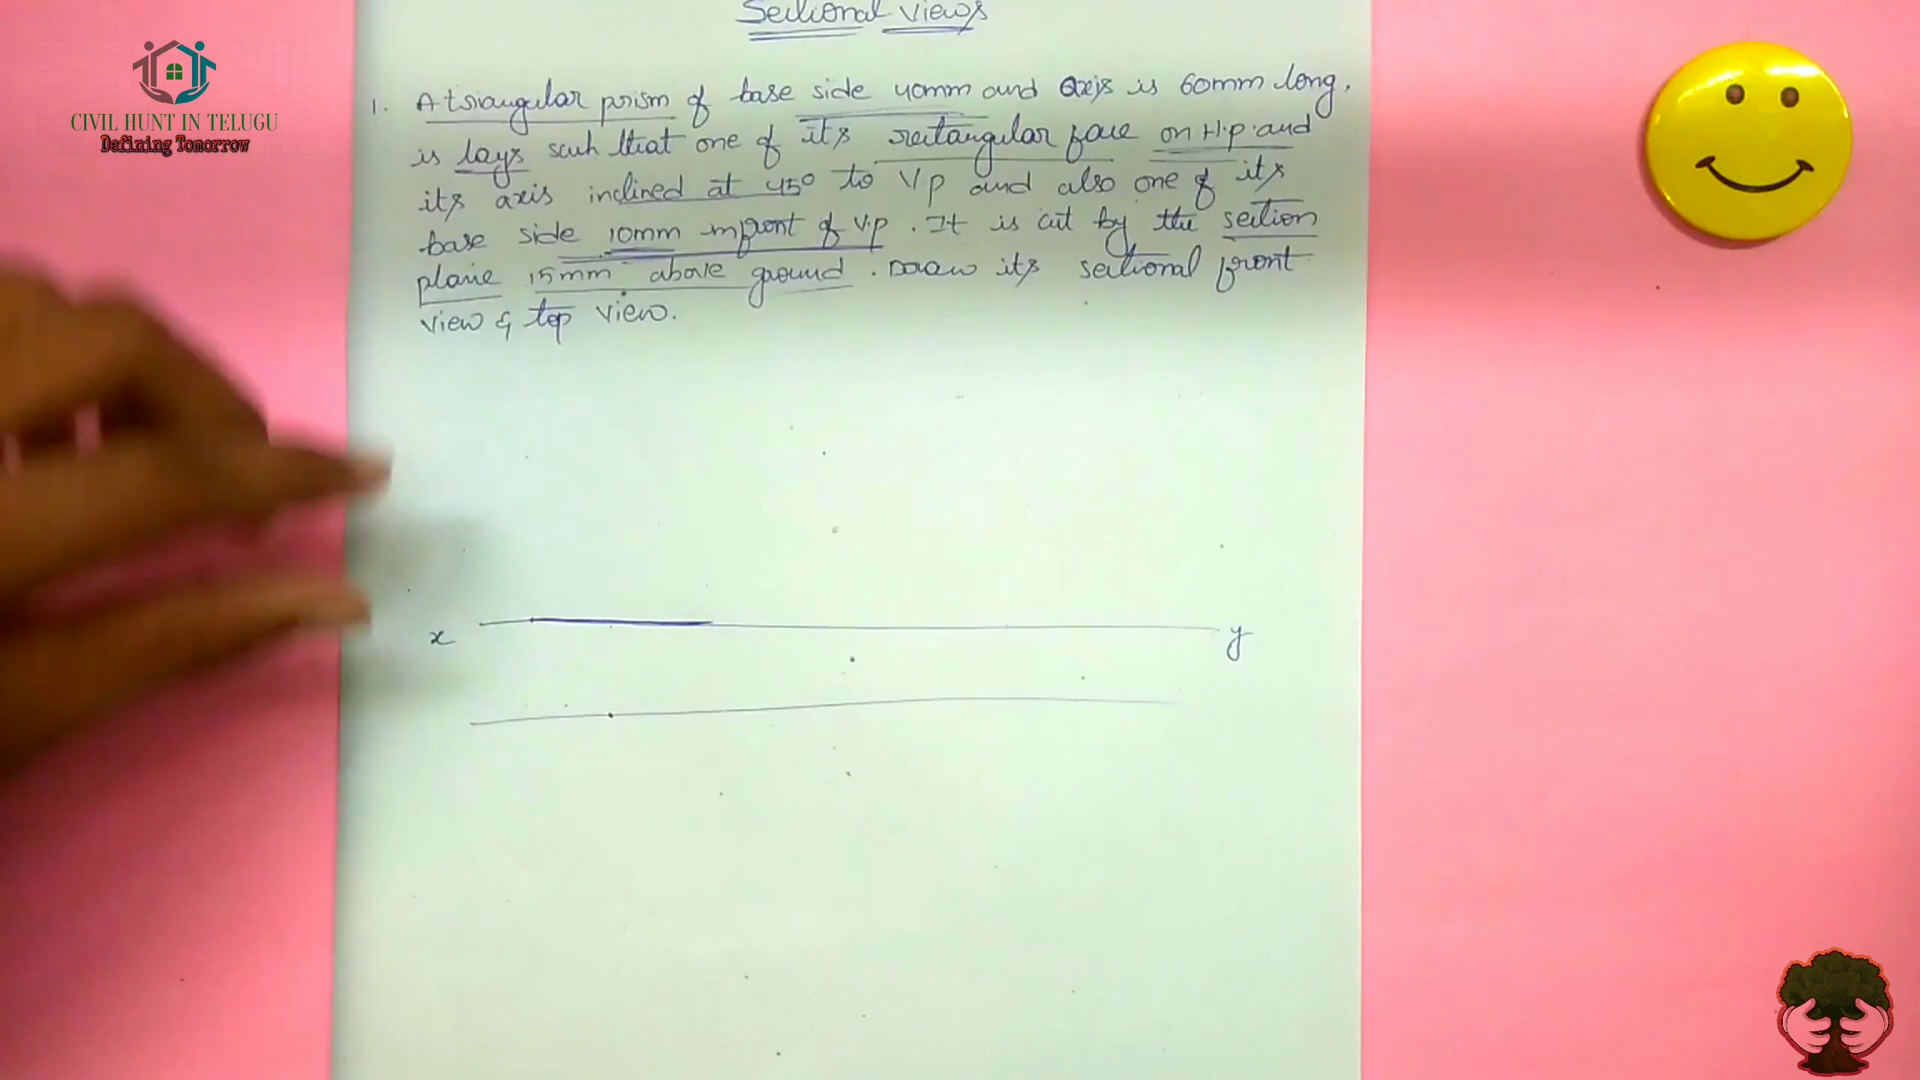 Sectional Views
CIVIL HUNT IN TELUGU
Defining Tomorrow
1. A triangular prism of base side 40mm and axis is 60mm long,
is lays such that one of its rectangular face on H.p. and
its axis inclined at 45° to V p and also one of its
base side 10mm infront of V.p. It is cut by the section
plane 15mm above ground. Draw its sectional front
view & top view.
x y